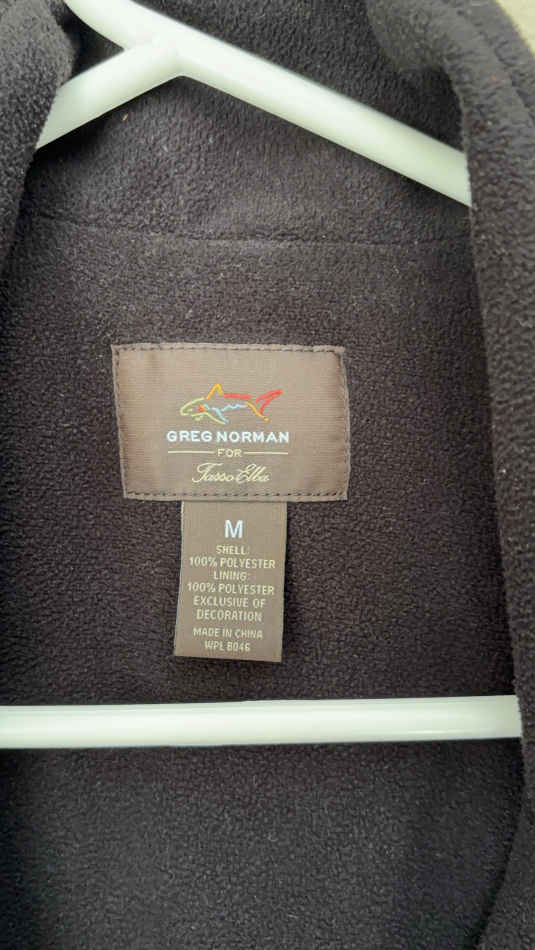 GREG NORMAN
FOR
Tasso Elba
M
SHELL:
100% POLYESTER
LINING:
100% POLYESTER
EXCLUSIVE OF
DECORATION
MADE IN CHINA
WPL 8046